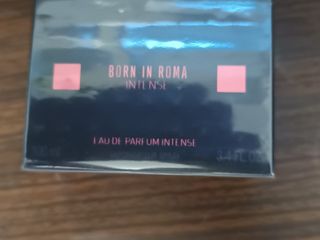 BORN IN ROMA
INTENSE
EAU DE PARFUM INTENSE
3.4 FL OZ